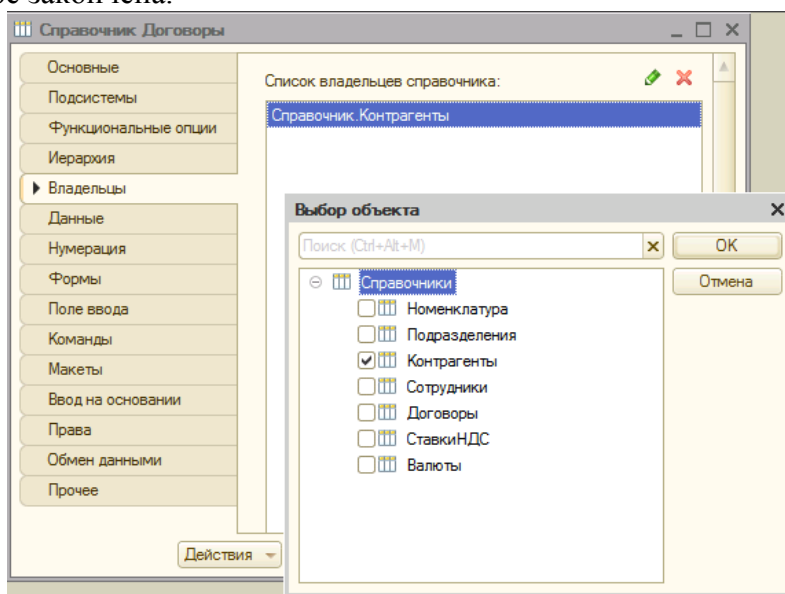 закончена.
Справочник Договоры
Основные
Подсистемы
Функциональные опции
Иерархия
Владельцы
Данные
Нумерация
Формы
Поле ввода
Команды
Макеты
Ввод на основании
Права
Обмен данными
Прочее
Действия
Список владельцев справочника:
Справочник.Контрагенты
Выбор объекта
Поиск (Ctrl+Alt+M)
OK
Отмена
Справочники
Номенклатура
Подразделения
Контрагенты
Сотрудники
Договоры
СтавкиНДС
Валюты